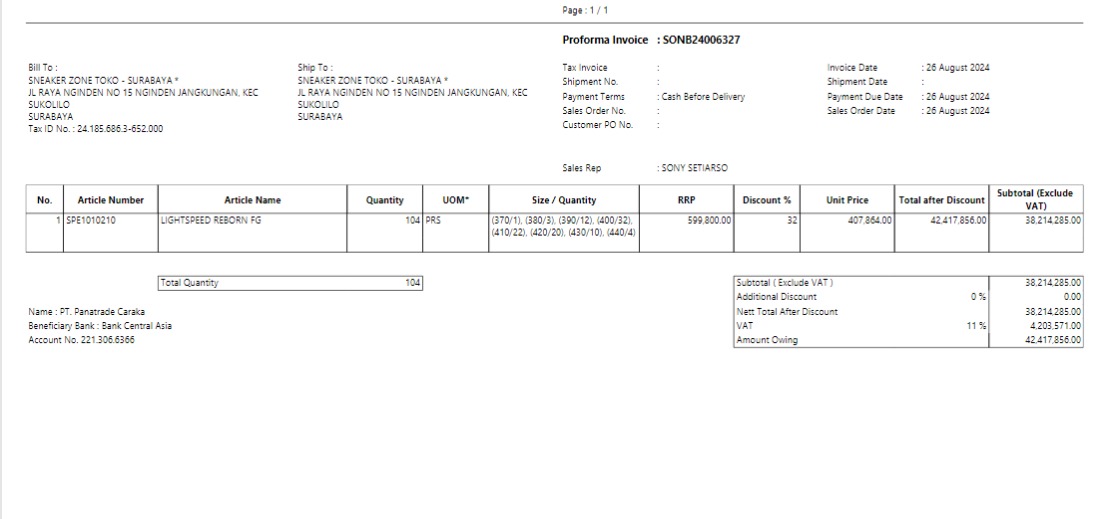 Page : 1 / 1
Proforma Invoice : SONB24006327
Bill To :
SNEAKER ZONE TOKO - SURABAYA *
JL RAYA NGINDEN NO 15 NGINDEN JANGKUNGAN, KEC
SUKOLILO
SURABAYA
Tax ID No. : 24.185.686.3-652.000
Ship To :
SNEAKER ZONE TOKO - SURABAYA *
JL RAYA NGINDEN NO 15 NGINDEN JANGKUNGAN, KEC
SUKOLILO
SURABAYA
Tax Invoice :
Shipment No. :
Payment Terms : Cash Before Delivery
Sales Order No. :
Customer PO No. :
Invoice Date : 26 August 2024
Shipment Date :
Payment Due Date : 26 August 2024
Sales Order Date : 26 August 2024
Sales Rep : SONY SETIARSO
No. Article Number Article Name Quantity UOM* Size / Quantity RRP Discount % Unit Price Total after Discount Subtotal (Exclude VAT)
1 SPE1010210 LIGHTSPEED REBORN FG 104 PRS (370/1), (380/3), (390/12), (400/32), 599,800.00 32 407,864.00 42,417,856.00 38,214,285.00
(410/22), (420/20), (430/10), (440/4)
Total Quantity 104
Name : PT. Panatrade Caraka
Beneficiary Bank : Bank Central Asia
Account No. 221.306.6366
Subtotal ( Exclude VAT ) 38,214,285.00
Additional Discount 0 % 0.00
Nett Total After Discount 38,214,285.00
VAT 11 % 4,203,571.00
Amount Owing 42,417,856.00